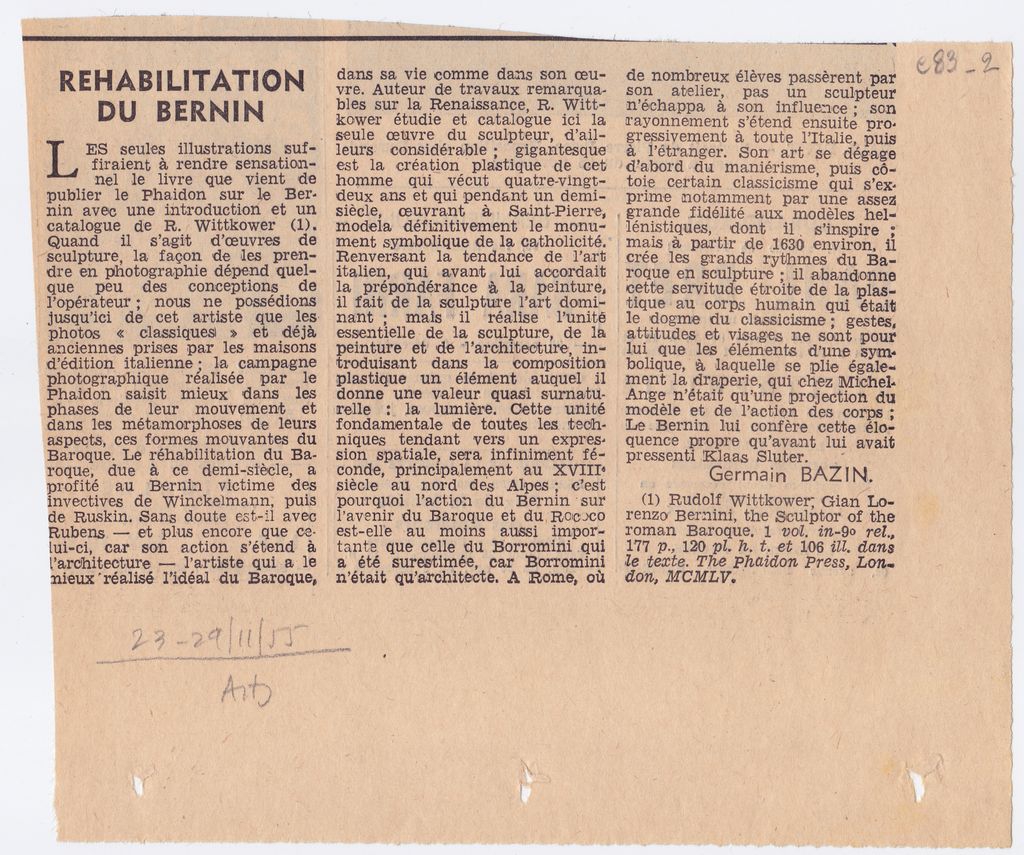 REHABILITATION
DU BERNIN
LES seules illustrations suf-
firaient à rendre sensation-
nel le livre que vient de
publier le Phaidon sur le Ber-
nin avec une introduction et un
catalogue de R. Wittkower (1).
Quand il s'agit d'œuvres de
sculpture, la façon de les pren-
dre en photographie dépend quel-
que peu des conceptions de
l'opérateur ; nous ne possédions
jusqu'ici de cet artiste que les
photos « classiques » et déjà
anciennes prises par les maisons
d'édition italienne ; la campagne
photographique réalisée par le
Phaidon saisit mieux dans les
phases de leur mouvement et
dans les métamorphoses de leurs
aspects, ces formes mouvantes du
Baroque. Le réhabilitation du Ba-
roque, due à ce demi-siècle, a
profité au Bernin victime des
invectives de Winckelmann, puis
de Ruskin. Sans doute est-il avec
Rubens — et plus encore que ce-
lui-ci, car son action s'étend à
l'architecture — l'artiste qui a le
mieux réalisé l'idéal du Baroque,
dans sa vie comme dans son œu-
vre. Auteur de travaux remarqua-
bles sur la Renaissance, R. Witt-
kower étudie et catalogue ici la
seule œuvre du sculpteur, d'ail-
leurs considérable ; gigantesque
est la création plastique de cet
homme qui vécut quatre-vingt-
deux ans et qui pendant un demi-
siècle, œuvrant à Saint-Pierre,
modela définitivement le monu-
ment symbolique de la catholicité.
Renversant la tendance de l'art
italien, qui avant lui accordait
la prépondérance à la peinture,
il fait de la sculpture l'art domi-
nant ; mais il réalise l'unité
essentielle de la sculpture, de la
peinture et de l'architecture, in-
troduisant dans la composition
plastique un élément auquel il
donne une valeur quasi surnatu-
relle : la lumière. Cette unité
fondamentale de toutes les tech-
niques tendant vers un expres-
sion spatiale, sera infiniment fé-
conde, principalement au XVIIIe
siècle au nord des Alpes ; c'est
pourquoi l'action du Bernin sur
l'avenir du Baroque et du Rococo
est-elle au moins aussi impor-
tante que celle du Borromini qui
a été surestimée, car Borromini
n'était qu'architecte. A Rome, où
de nombreux élèves passèrent par
son atelier, pas un sculpteur
n'échappa à son influence ; son
rayonnement s'étend ensuite pro-
gressivement à toute l'Italie, puis
à l'étranger. Son art se dégage
d'abord du maniérisme, puis cô-
toie certain classicisme qui s'ex-
prime notamment par une assez
grande fidélité aux modèles hel-
lénistiques, dont il s'inspire ;
mais à partir de 1630 environ, il
crée les grands rythmes du Ba-
roque en sculpture ; il abandonne
cette servitude étroite de la plas-
tique au corps humain qui était
le dogme du classicisme ; gestes,
attitudes et visages ne sont pour
lui que les éléments d'une sym-
bolique, à laquelle se plie égale-
ment la draperie, qui chez Michel-
Ange n'était qu'une projection du
modèle et de l'action des corps ;
Le Bernin lui confère cette élo-
quence propre qu'avant lui avait
pressenti Klaas Sluter.
Germain BAZIN.
(1) Rudolf Wittkower, Gian Lo-
renzo Bernini, the Sculptor of the
roman Baroque. 1 vol. in-9o rel.,
177 p., 120 pl. h. t. et 106 ill. dans
le texte. The Phaidon Press, Lon-
don, MCMLV.
e83-2
23-29/11/55
Arts